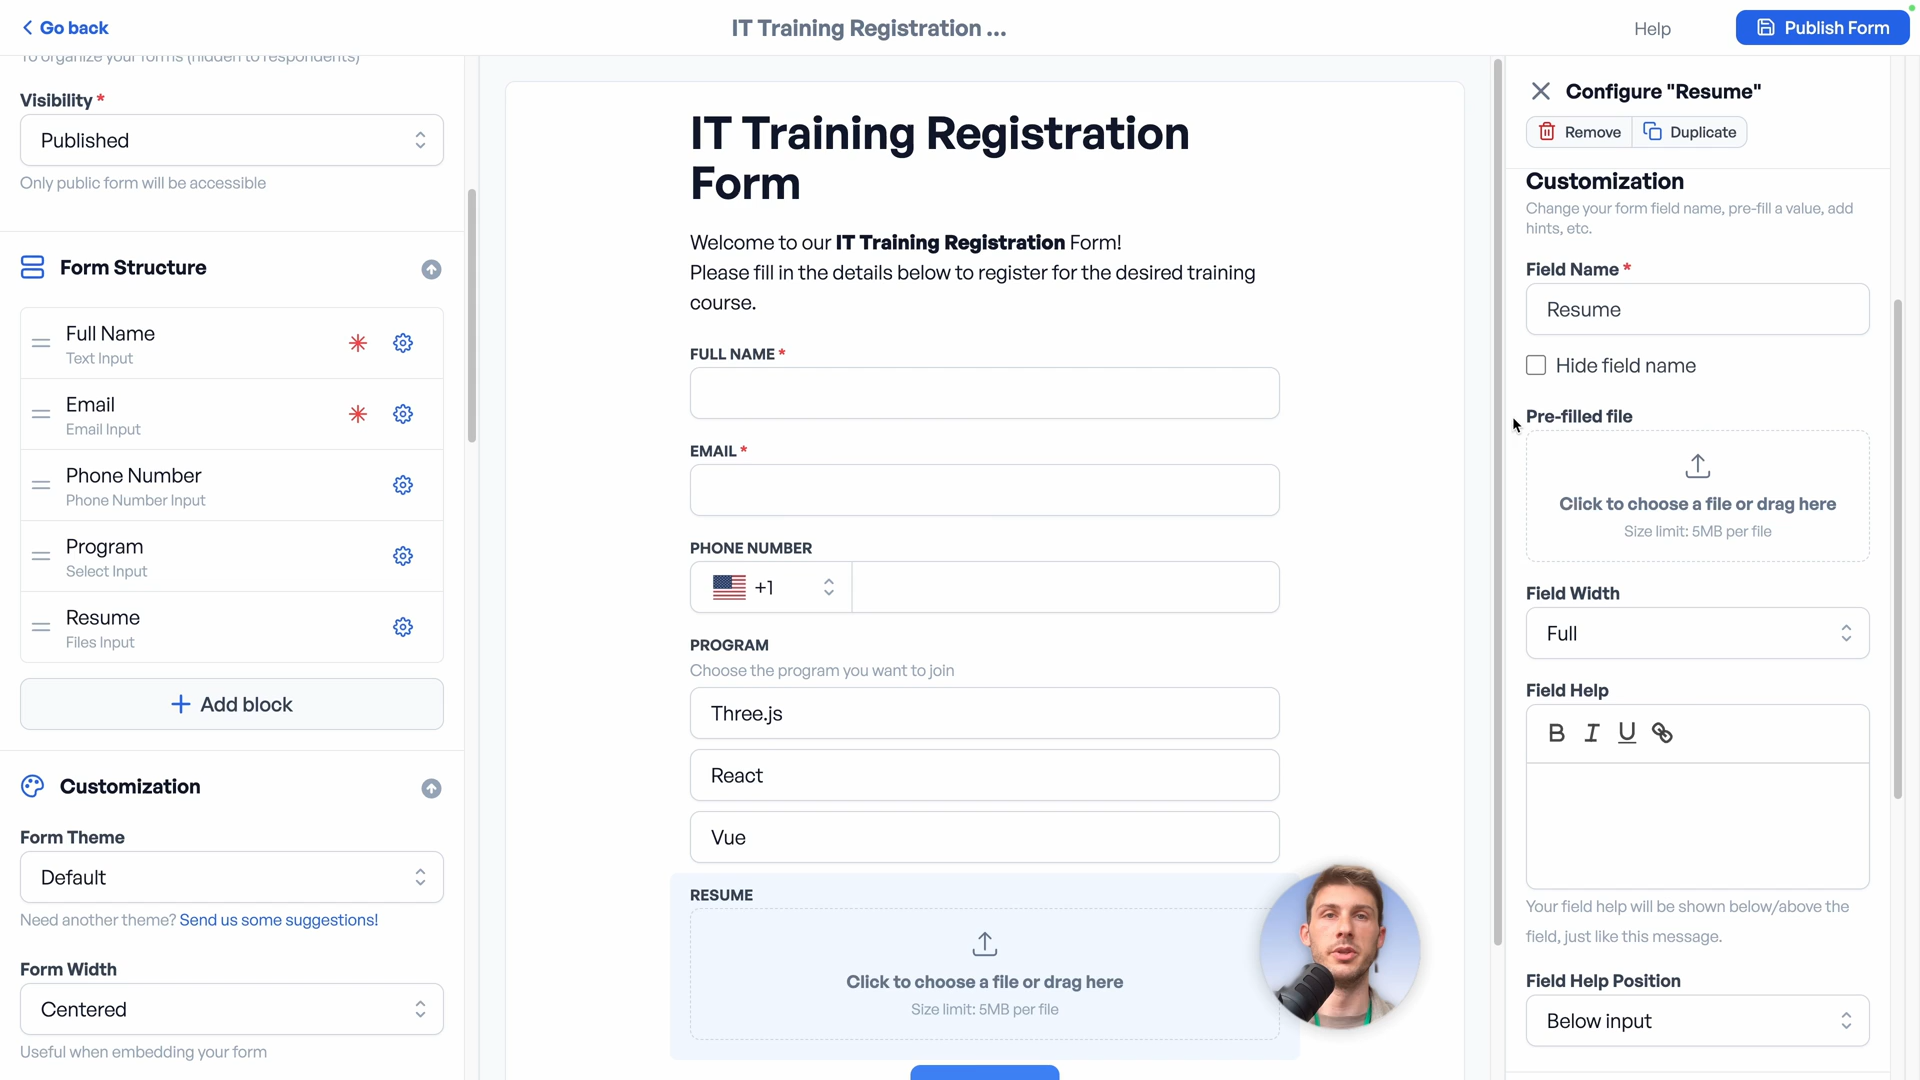 Go back
IT Training Registration ...
Help
Publish Form
To organize your forms (hidden to respondents)
Visibility *
Published
Only public form will be accessible
Form Structure
Full Name
Text Input
Email
Email Input
Phone Number
Phone Number Input
Program
Select Input
Resume
Files Input
Add block
Customization
Form Theme
Default
Need another theme? Send us some suggestions!
Form Width
Centered
Useful when embedding your form
IT Training Registration
Form
Welcome to our IT Training Registration Form!
Please fill in the details below to register for the desired training
course.
FULL NAME *
EMAIL *
PHONE NUMBER
+1
PROGRAM
Choose the program you want to join
Three.js
React
Vue
RESUME
Click to choose a file or drag here
Size limit: 5MB per file
Configure "Resume"
Remove
Duplicate
Customization
Change your form field name, pre-fill a value, add
hints, etc.
Field Name *
Resume
Hide field name
Pre-filled file
Click to choose a file or drag here
Size limit: 5MB per file
Field Width
Full
Field Help
B I U
Your field help will be shown below/above the
field, just like this message.
Field Help Position
Below input